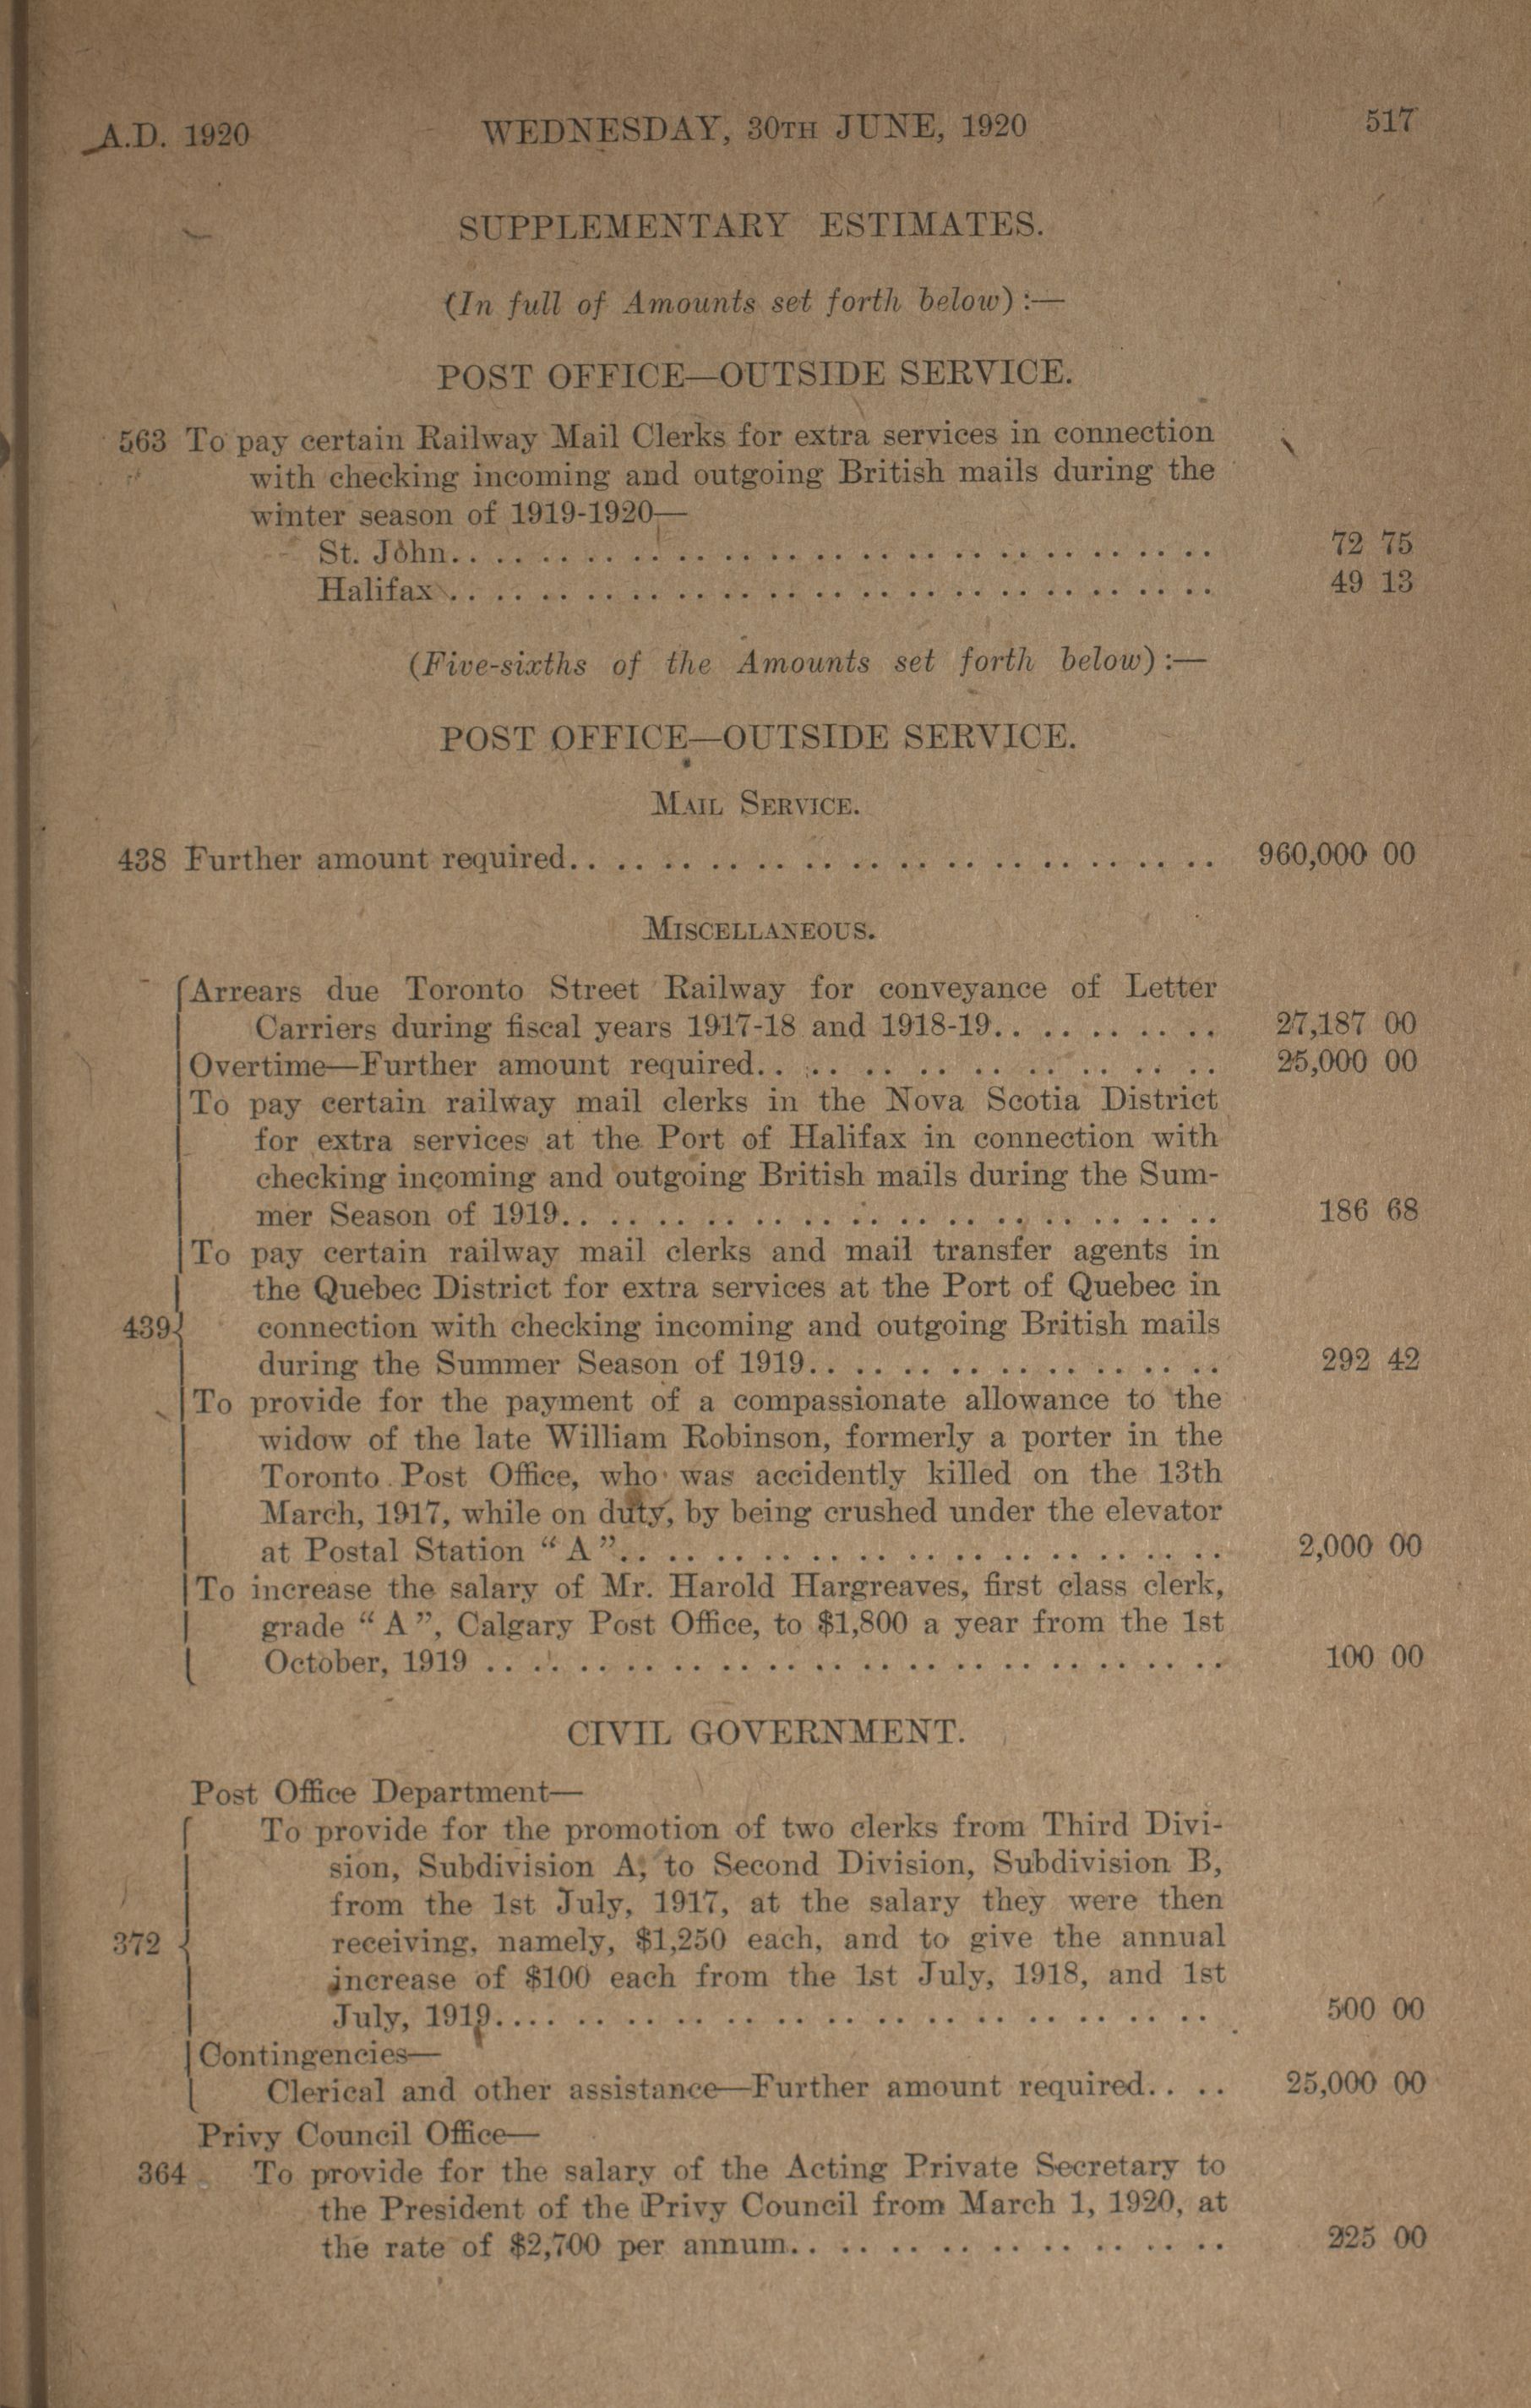 A.D. 1920 WEDNESDAY, 30TH JUNE, 1920 517
SUPPLEMENTARY ESTIMATES.
(In full of Amounts set forth below):—
POST OFFICE—OUTSIDE SERVICE.
563 To pay certain Railway Mail Clerks for extra services in connection
with checking incoming and outgoing British mails during the
winter season of 1919-1920—
St. John.. .. .. .. .. .. .. .. .. .. .. .. .. .. .. .. .. 72 75
Halifax.. .. .. .. .. .. .. .. .. .. .. .. .. .. .. .. .. 49 13
(Five-sixths of the Amounts set forth below):—
POST OFFICE—OUTSIDE SERVICE.
MAIL SERVICE.
438 Further amount required.. .. .. .. .. .. .. .. .. .. .. .. .. .. 960,000 00
MISCELLANEOUS.
Arrears due Toronto Street Railway for conveyance of Letter
Carriers during fiscal years 1917-18 and 1918-19.. .. .. .. .. 27,187 00
Overtime—Further amount required.. .. .. .. .. .. .. .. .. .. 25,000 00
To pay certain railway mail clerks in the Nova Scotia District
for extra services at the Port of Halifax in connection with
checking incoming and outgoing British mails during the Sum-
mer Season of 1919.. .. .. .. .. .. .. .. .. .. .. .. .. .. 186 68
To pay certain railway mail clerks and mail transfer agents in
the Quebec District for extra services at the Port of Quebec in
439 connection with checking incoming and outgoing British mails
during the Summer Season of 1919.. .. .. .. .. .. .. .. .. 292 42
To provide for the payment of a compassionate allowance to the
widow of the late William Robinson, formerly a porter in the
Toronto Post Office, who was accidently killed on the 13th
March, 1917, while on duty, by being crushed under the elevator
at Postal Station “A”.. .. .. .. .. .. .. .. .. .. .. .. .. 2,000 00
To increase the salary of Mr. Harold Hargreaves, first class clerk,
grade “A”, Calgary Post Office, to $1,800 a year from the 1st
October, 1919 .. .. .. .. .. .. .. .. .. .. .. .. .. .. .. .. 100 00
CIVIL GOVERNMENT.
Post Office Department—
To provide for the promotion of two clerks from Third Divi-
sion, Subdivision A, to Second Division, Subdivision B,
from the 1st July, 1917, at the salary they were then
372 receiving, namely, $1,250 each, and to give the annual
increase of $100 each from the 1st July, 1918, and 1st
July, 1919.... .. .. .. .. .. .. .. .. .. .. .. .. .. .. 500 00
Contingencies—
Clerical and other assistance—Further amount required.. .. 25,000 00
Privy Council Office—
364 To provide for the salary of the Acting Private Secretary to
the President of the Privy Council from March 1, 1920, at
the rate of $2,700 per annum.. .. .. .. .. .. .. .. .. 225 00